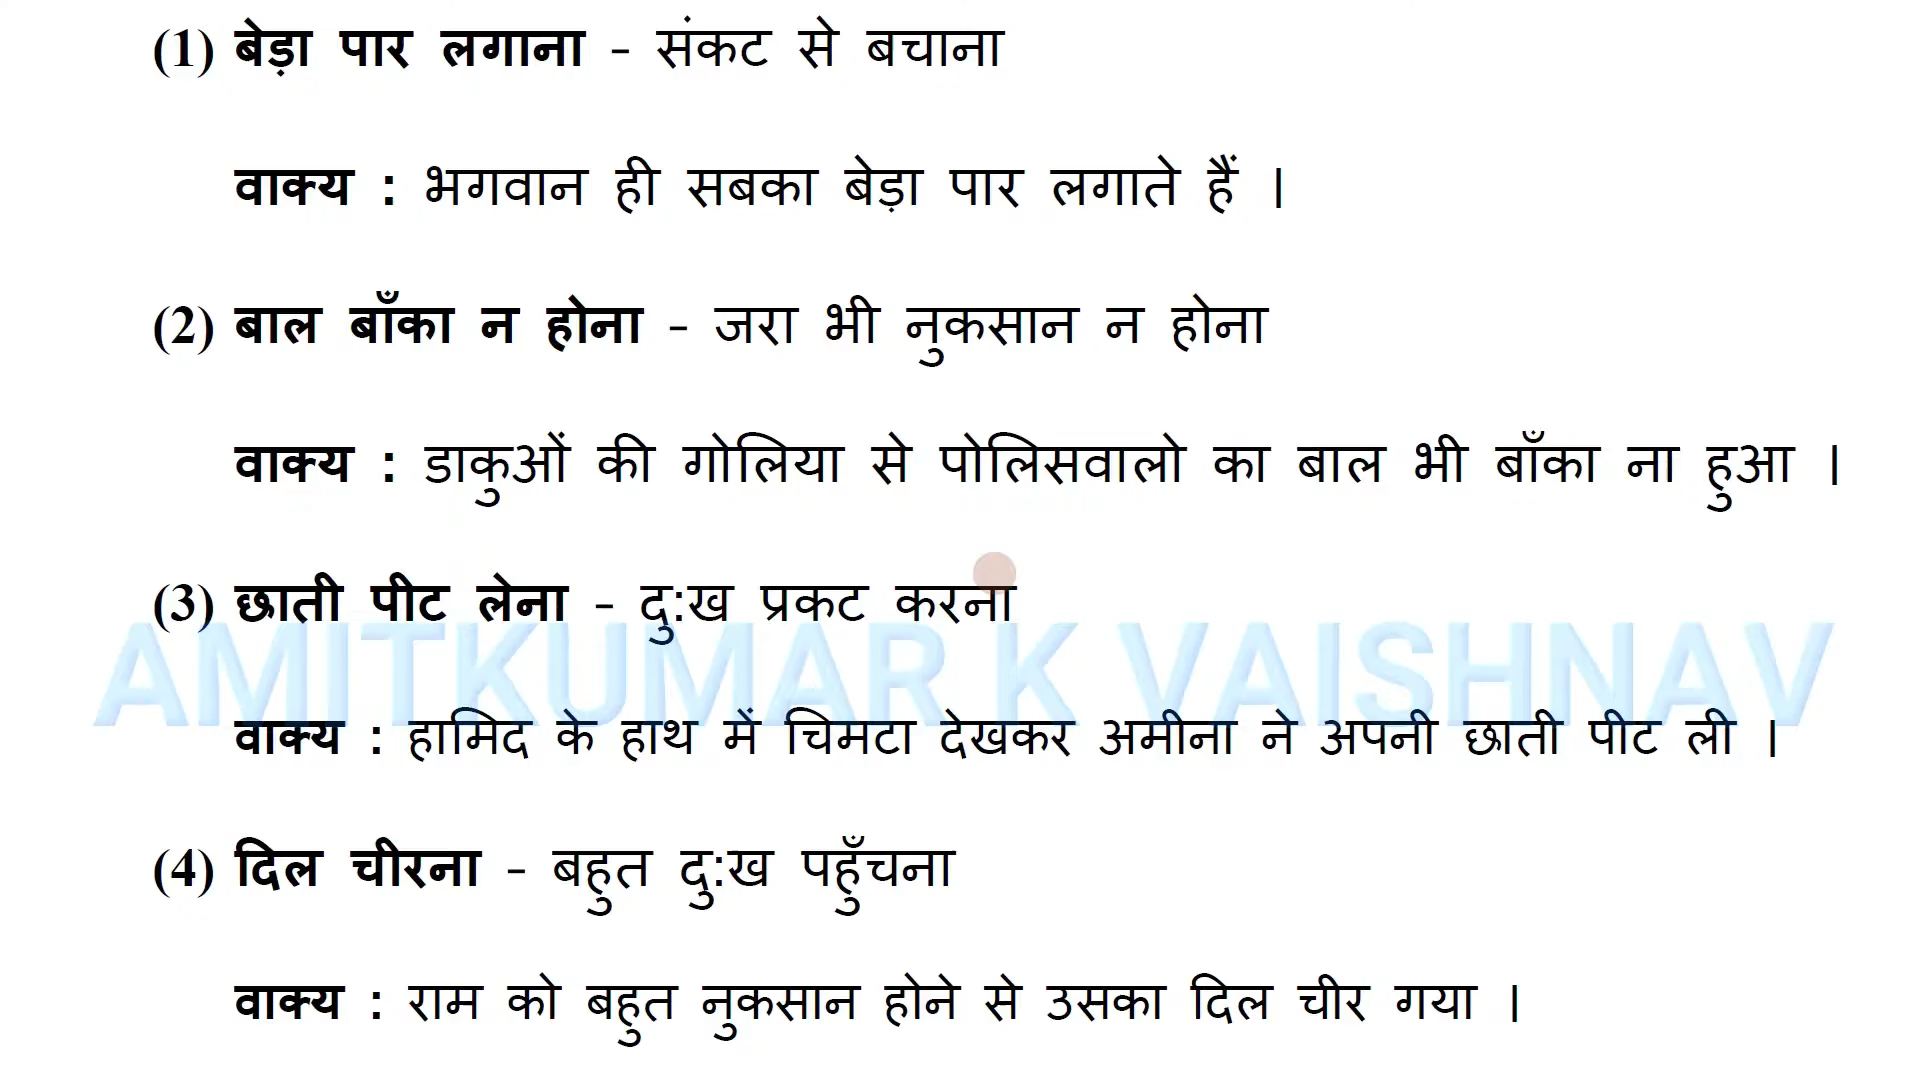 (1) बेड़ा पार लगाना - संकट से बचाना
वाक्य : भगवान ही सबका बेड़ा पार लगाते हैं ।
(2) बाल बाँका न होना - जरा भी नुकसान न होना
वाक्य : डाकुओं की गोलिया से पोलिसवालो का बाल भी बाँका ना हुआ ।
(3) छाती पीट लेना - दु:ख प्रकट करना
AMITKUMAR K VAISHNAV
वाक्य : हामिद के हाथ में चिमटा देखकर अमीना ने अपनी छाती पीट ली ।
(4) दिल चीरना - बहुत दु:ख पहुँचना
वाक्य : राम को बहुत नुकसान होने से उसका दिल चीर गया ।